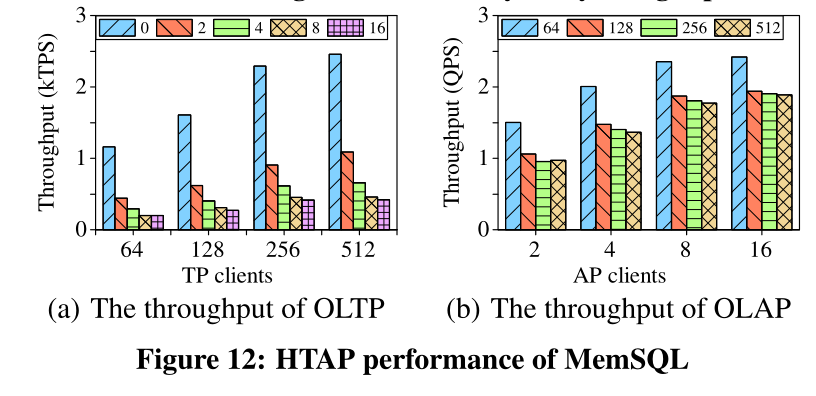 3 0 2 4 8 16
2
1
0
Throughput (kTPS)
64 128 256 512
TP clients
(a) The throughput of OLTP
3 64 128 256 512
2
1
0
Throughput (QPS)
2 4 8 16
AP clients
(b) The throughput of OLAP
Figure 12: HTAP performance of MemSQL